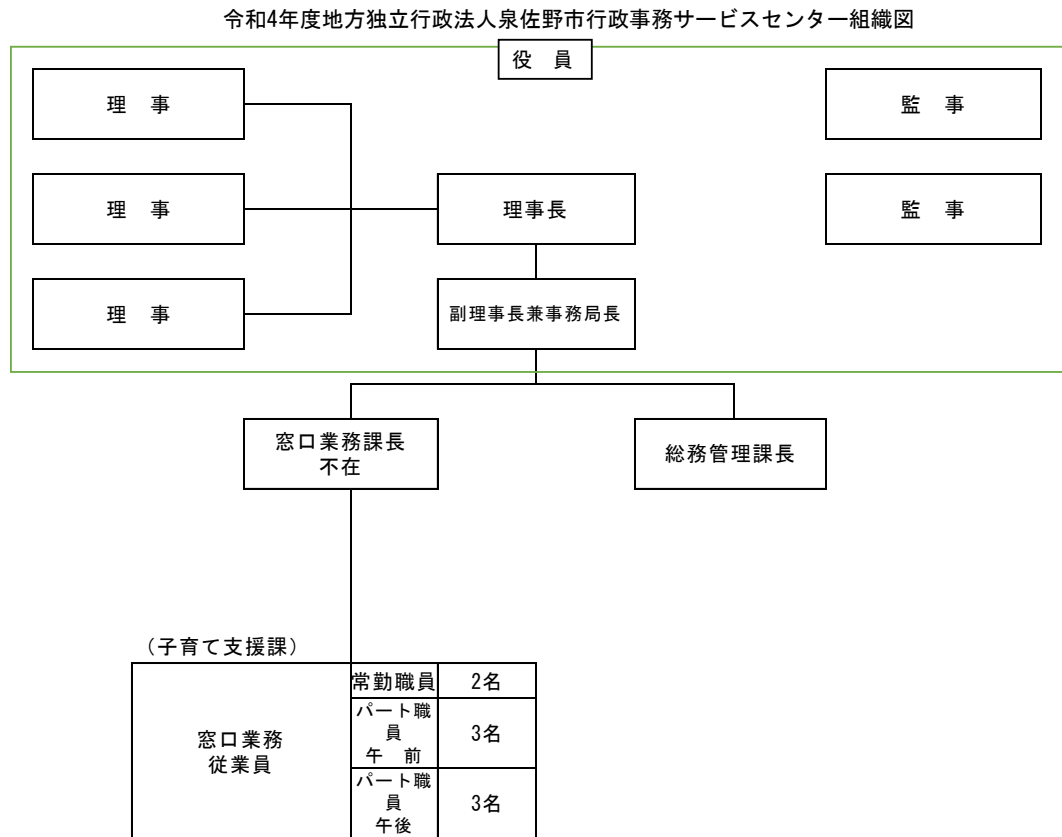 令和4年度地方独立行政法人泉佐野市行政事務サービスセンター組織図
役　員
理　事
監　事
理　事
理事長
監　事
理　事
副理事長兼事務局長
窓口業務課長
不在
総務管理課長
（子育て支援課）
窓口業務
従業員
常勤職員
2名
パート職
員
午　前
3名
パート職
員
午後
3名